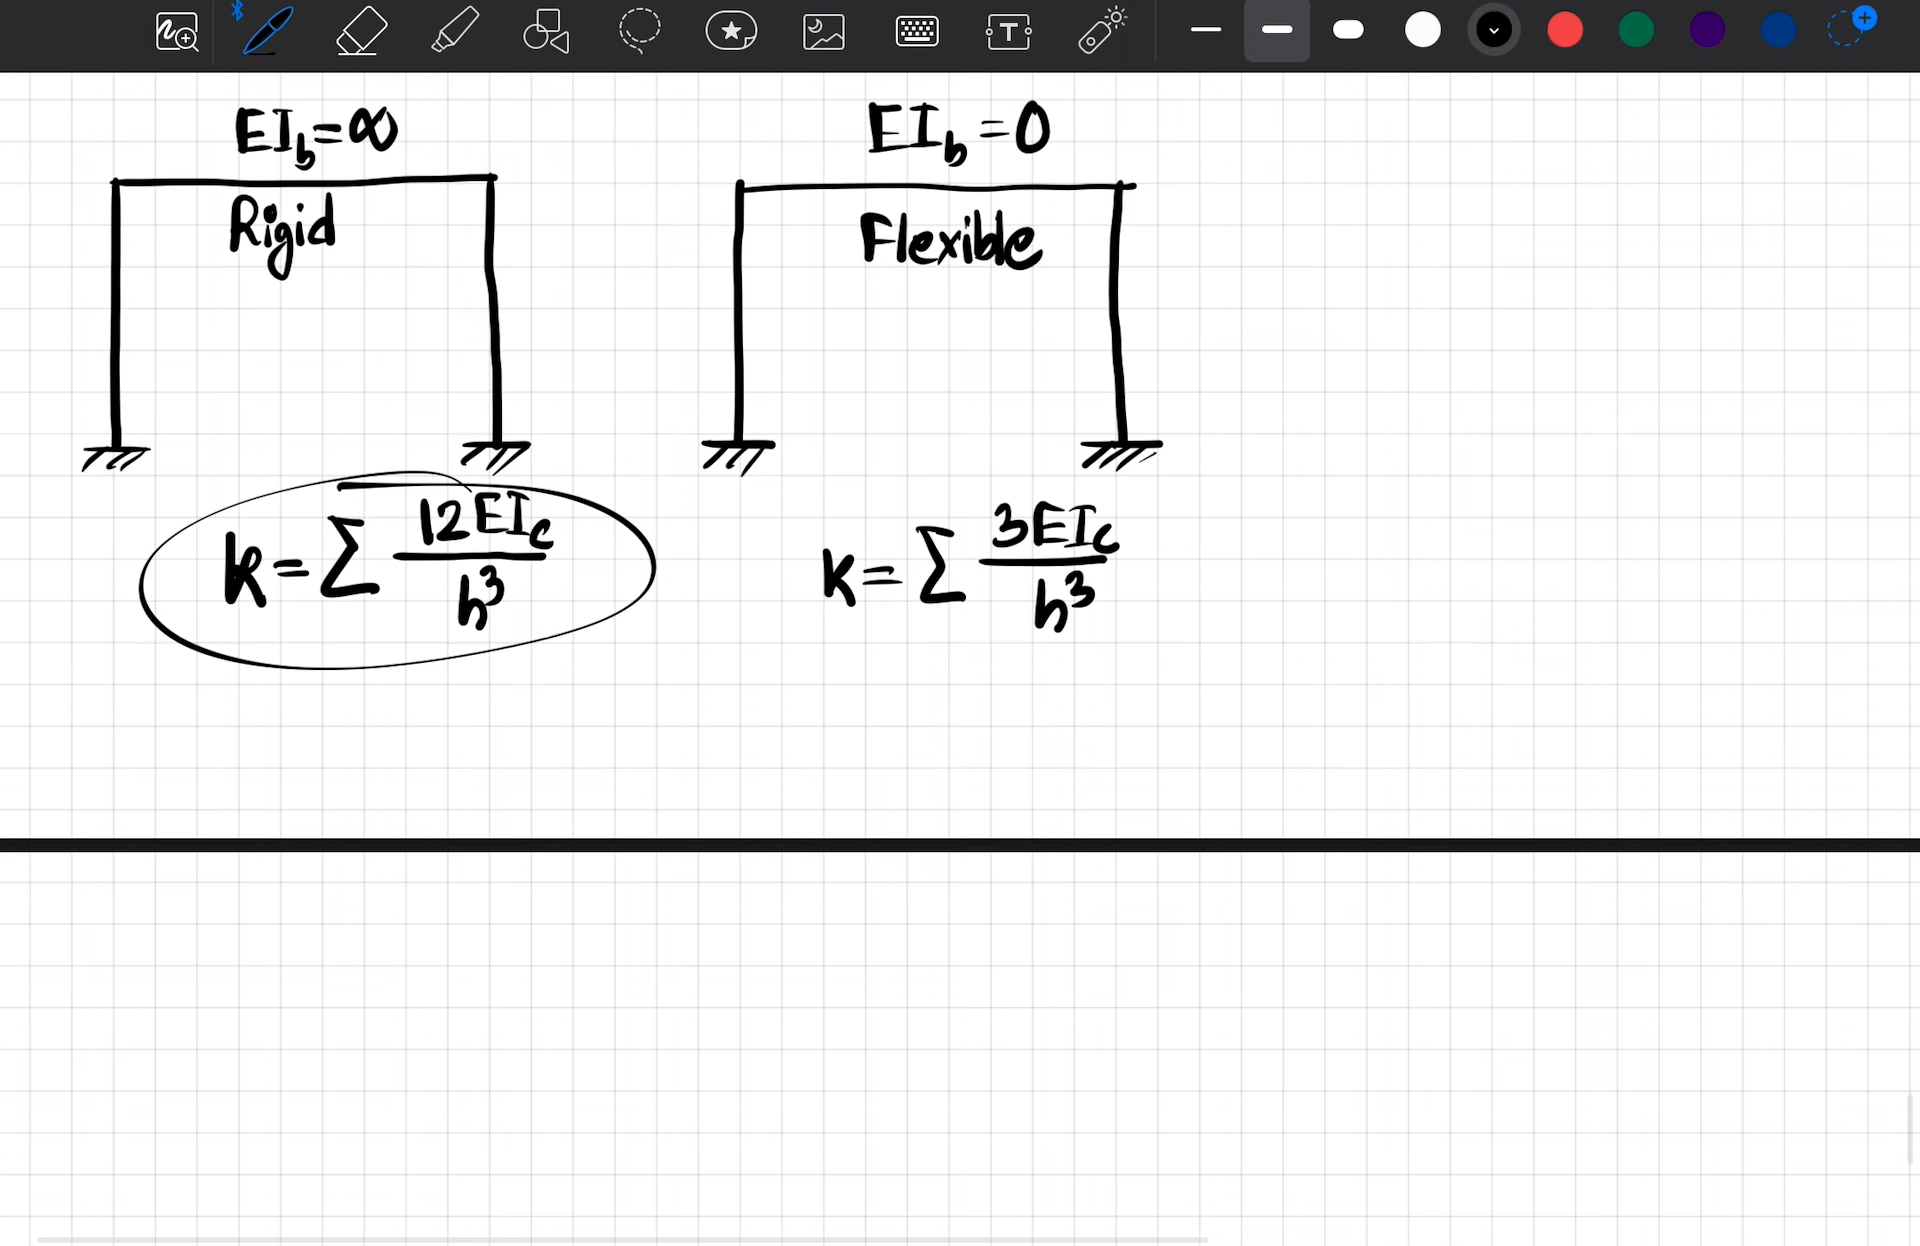 EI_b=∞
Rigid
k=∑ 12EI_c/h³
EI_b=0
Flexible
k=∑ 3EI_c/h³